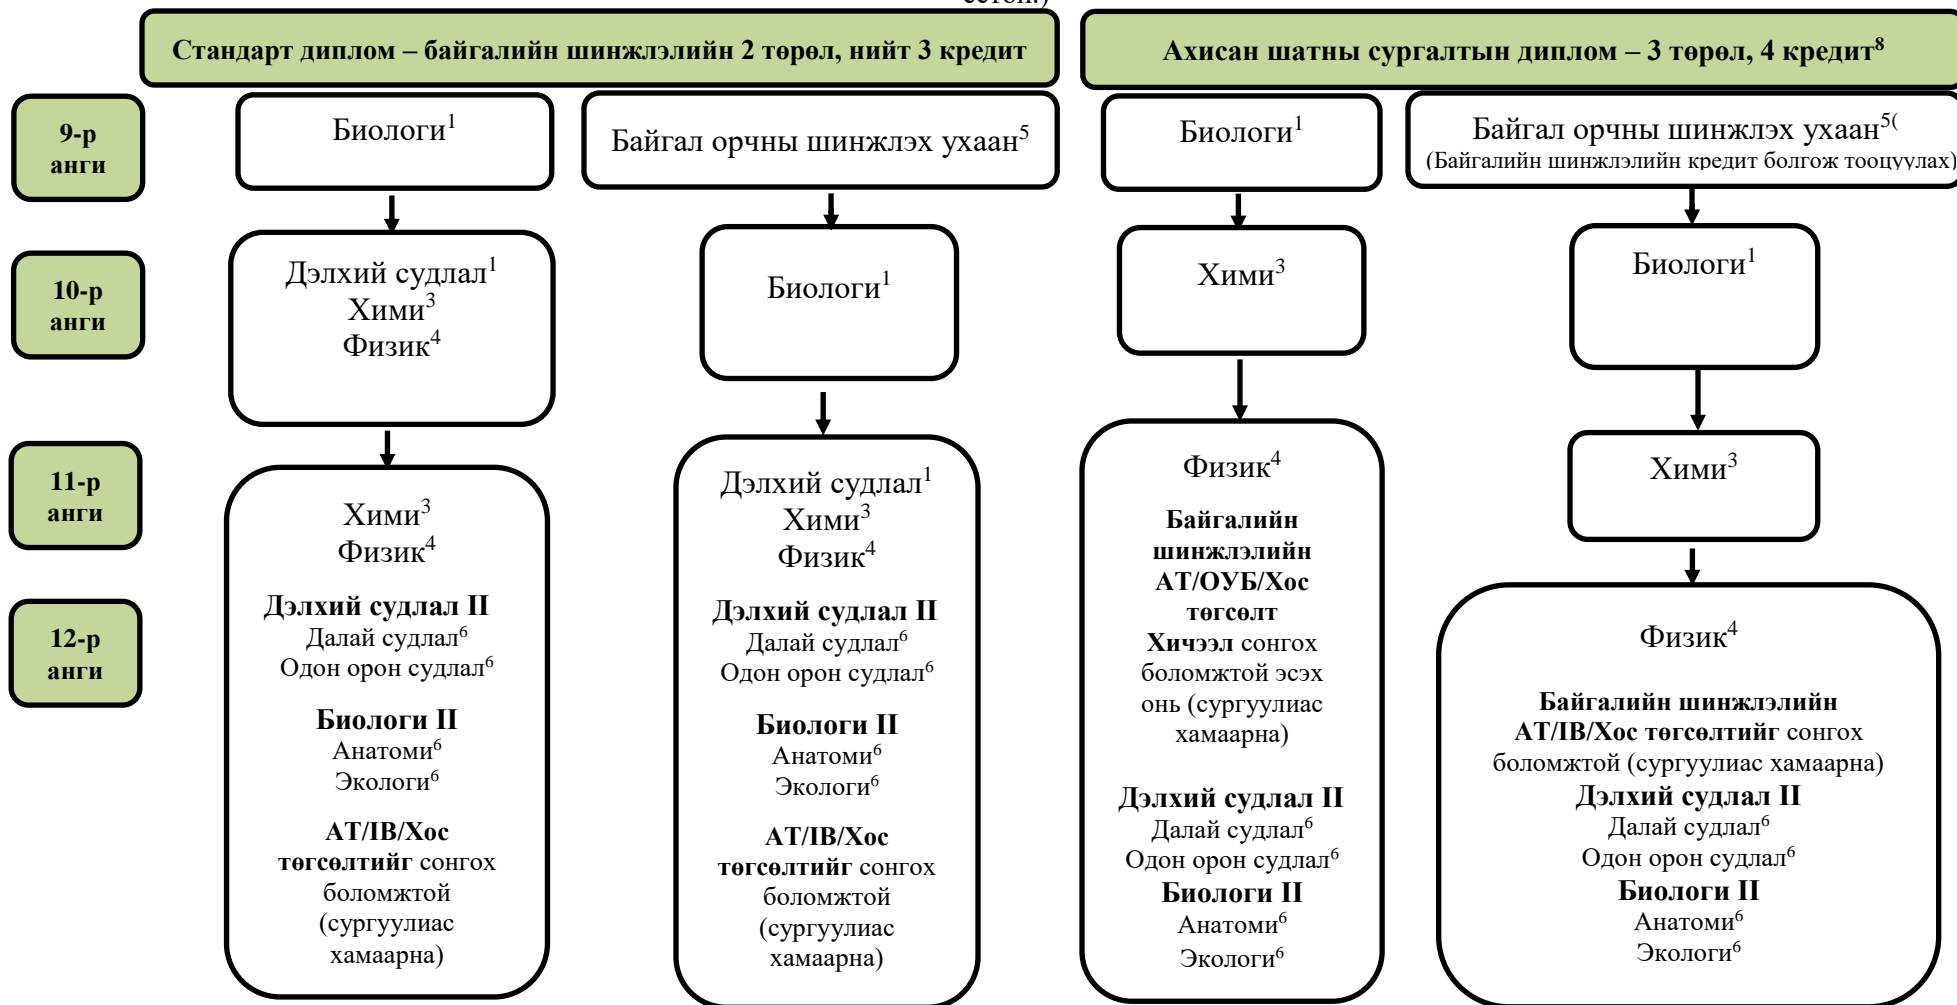 Стандарт диплом – байгалийн шинжлэлийн 2 төрөл, нийт 3 кредит
Ахисан шатны сургалтын диплом – 3 төрөл, 4 кредит⁸
9-р
анги
Биологи¹
Байгал орчны шинжлэх ухаан⁵
Биологи¹
Байгал орчны шинжлэх ухаан⁵⁽
(Байгалийн шинжлэлийн кредит болгож тооцуулах)
10-р
анги
Дэлхий судлал¹
Хими³
Физик⁴
Биологи¹
Хими³
Биологи¹
11-р
анги
12-р
анги
Хими³
Физик⁴
Дэлхий судлал II
Далай судлал⁶
Одон орон судлал⁶
Биологи II
Анатоми⁶
Экологи⁶
AT/IB/Хос
төгсөлтийг сонгох
боломжтой
(сургуулиас
хамаарна)
Дэлхий судлал¹
Хими³
Физик⁴
Дэлхий судлал II
Далай судлал⁶
Одон орон судлал⁶
Биологи II
Анатоми⁶
Экологи⁶
AT/IB/Хос
төгсөлтийг сонгох
боломжтой
(сургуулиас
хамаарна)
Физик⁴
Байгалийн
шинжлэлийн
АТ/ОУБ/Хос
төгсөлт
Хичээл сонгох
боломжтой эсэх
онь (сургуулиас
хамаарна)
Дэлхий судлал II
Далай судлал⁶
Одон орон судлал⁶
Биологи II
Анатоми⁶
Экологи⁶
Хими³
Физик⁴
Байгалийн шинжлэлийн
AT/IB/Хос төгсөлтийг сонгох
боломжтой (сургуулиас хамаарна)
Дэлхий судлал II
Далай судлал⁶
Одон орон судлал⁶
Биологи II
Анатоми⁶
Экологи⁶